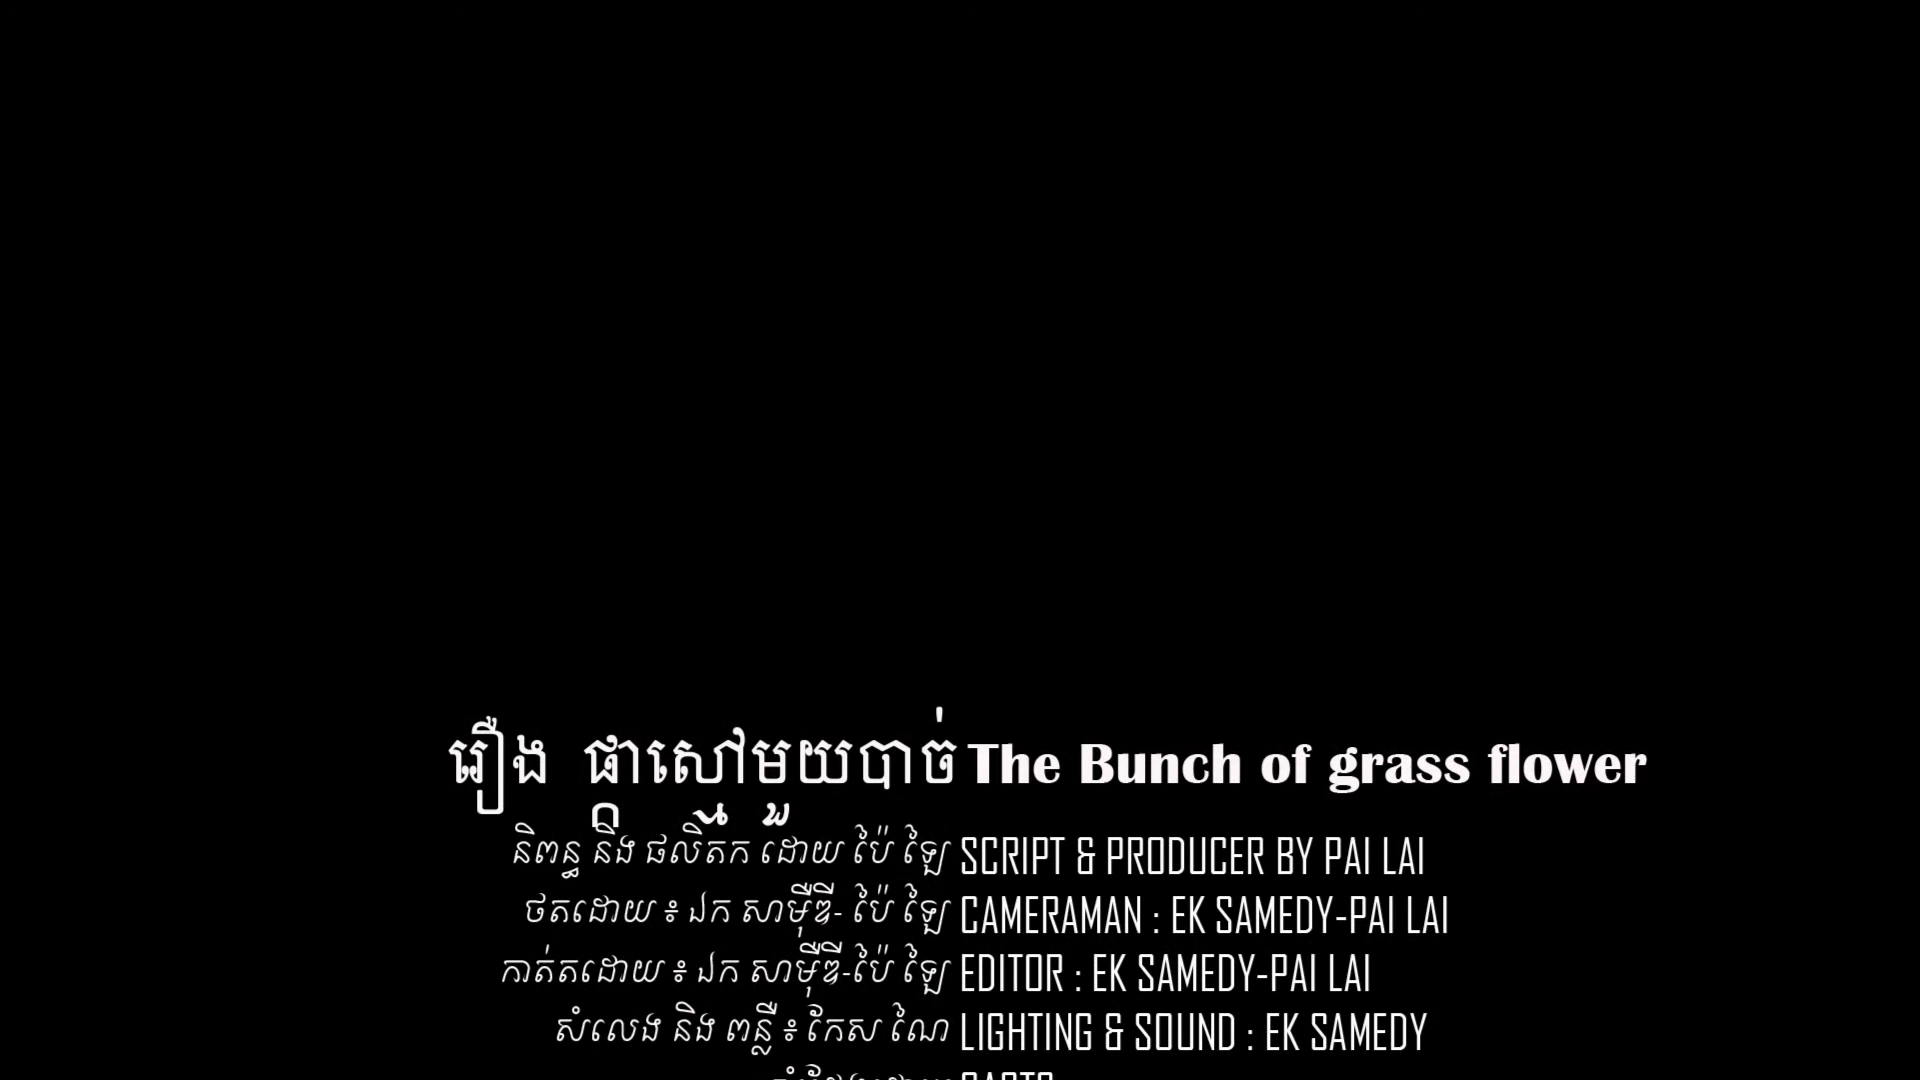 រឿង ផ្កាស្មៅមួយបាច់ The Bunch of grass flower
និពន្ធ និង ផលិតក ដោយ ប៉ៃ ឡៃ SCRIPT & PRODUCER BY PAI LAI
ថតដោយ ៖ ឯក សាម៉ឺឌី- ប៉ៃ ឡៃ CAMERAMAN : EK SAMEDY-PAI LAI
កាត់តដោយ ៖ ឯក សាម៉ឺឌី-ប៉ៃ ឡៃ EDITOR : EK SAMEDY-PAI LAI
សំលេង និង ពន្លឺ ៖ កែស ណៃ LIGHTING & SOUND : EK SAMEDY